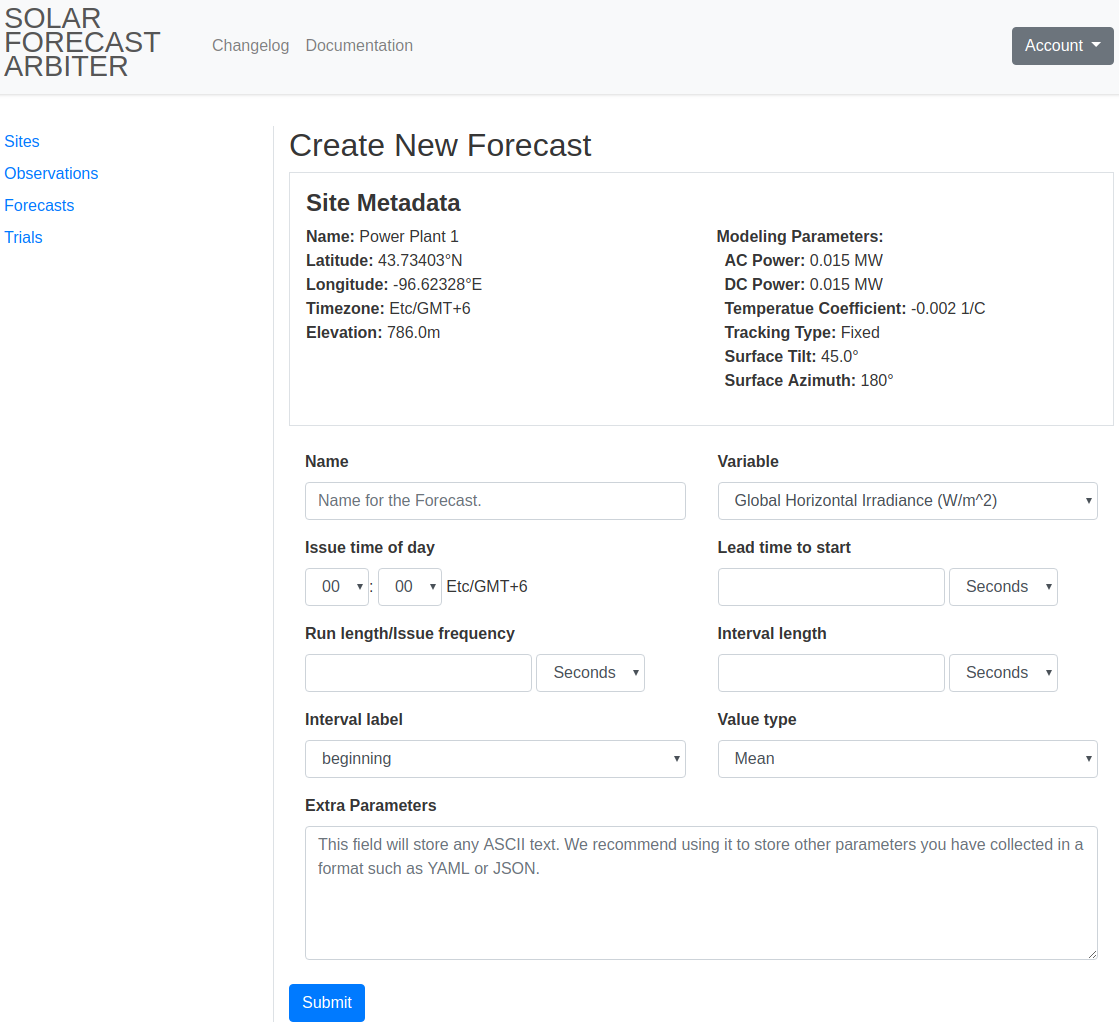 SOLAR
FORECAST
ARBITER
Changelog
Documentation
Account
Sites
Observations
Forecasts
Trials
Create New Forecast
Site Metadata
Name: Power Plant 1
Latitude: 43.73403°N
Longitude: -96.62328°E
Timezone: Etc/GMT+6
Elevation: 786.0m
Modeling Parameters:
AC Power: 0.015 MW
DC Power: 0.015 MW
Temperatue Coefficient: -0.002 1/C
Tracking Type: Fixed
Surface Tilt: 45.0°
Surface Azimuth: 180°
Name
Name for the Forecast.
Variable
Global Horizontal Irradiance (W/m^2)
Issue time of day
00 : 00 Etc/GMT+6
Lead time to start
Seconds
Run length/Issue frequency
Seconds
Interval length
Seconds
Interval label
beginning
Value type
Mean
Extra Parameters
This field will store any ASCII text. We recommend using it to store other parameters you have collected in a
format such as YAML or JSON.
Submit